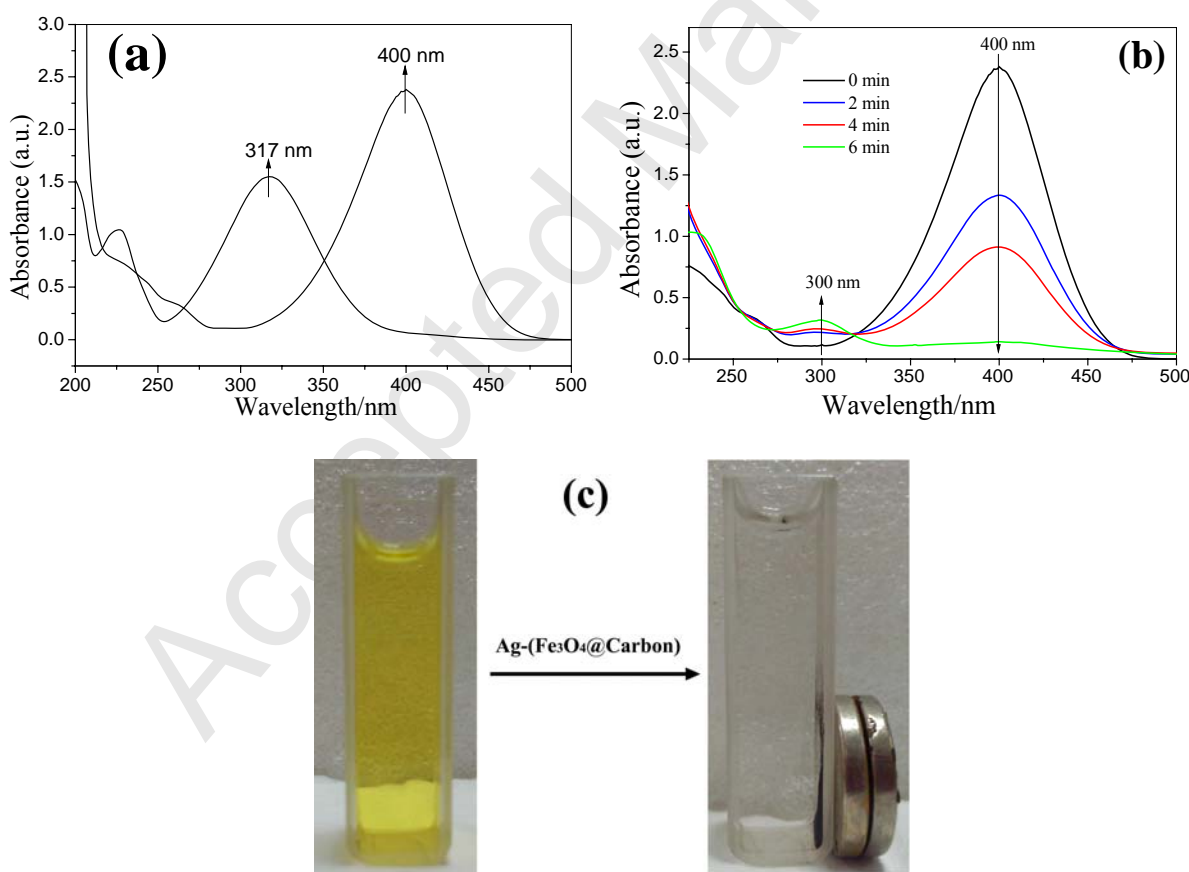 Accepted Ma
(a)
3.0
2.5
2.0
1.5
1.0
0.5
0.0
Absorbance (a.u.)
317 nm
400 nm
200 250 300 350 400 450 500
Wavelength/nm
(b)
2.5
2.0
1.5
1.0
0.5
0.0
Absorbance (a.u.)
400 nm
0 min
2 min
4 min
6 min
300 nm
250 300 350 400 450 500
Wavelength/nm
(c)
Ag-(Fe₃O₄@Carbon)